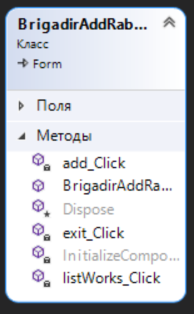 BrigadirAddRab...
Класс
Form
Поля
Методы
add_Click
BrigadirAddRa...
Dispose
exit_Click
InitializeCompo...
listWorks_Click